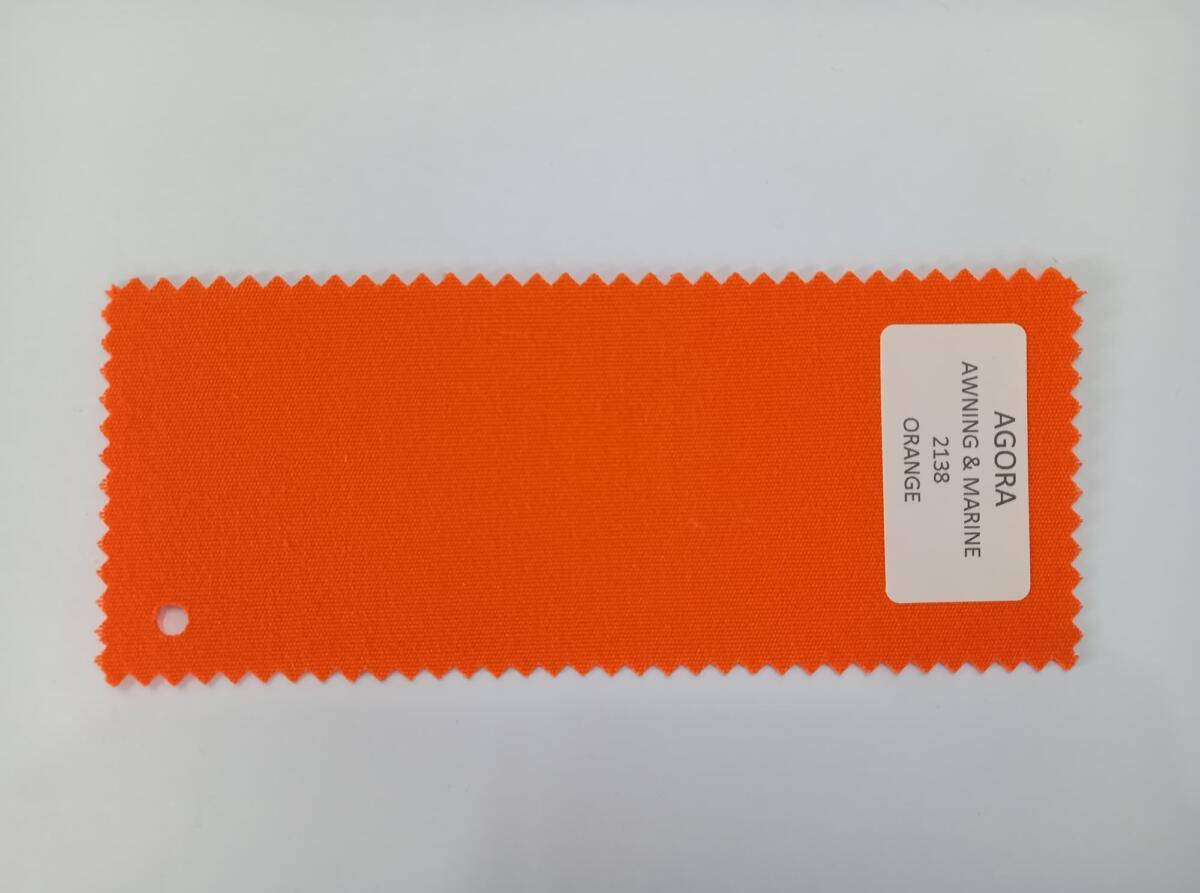 AGORA
AWNING & MARINE
2138
ORANGE